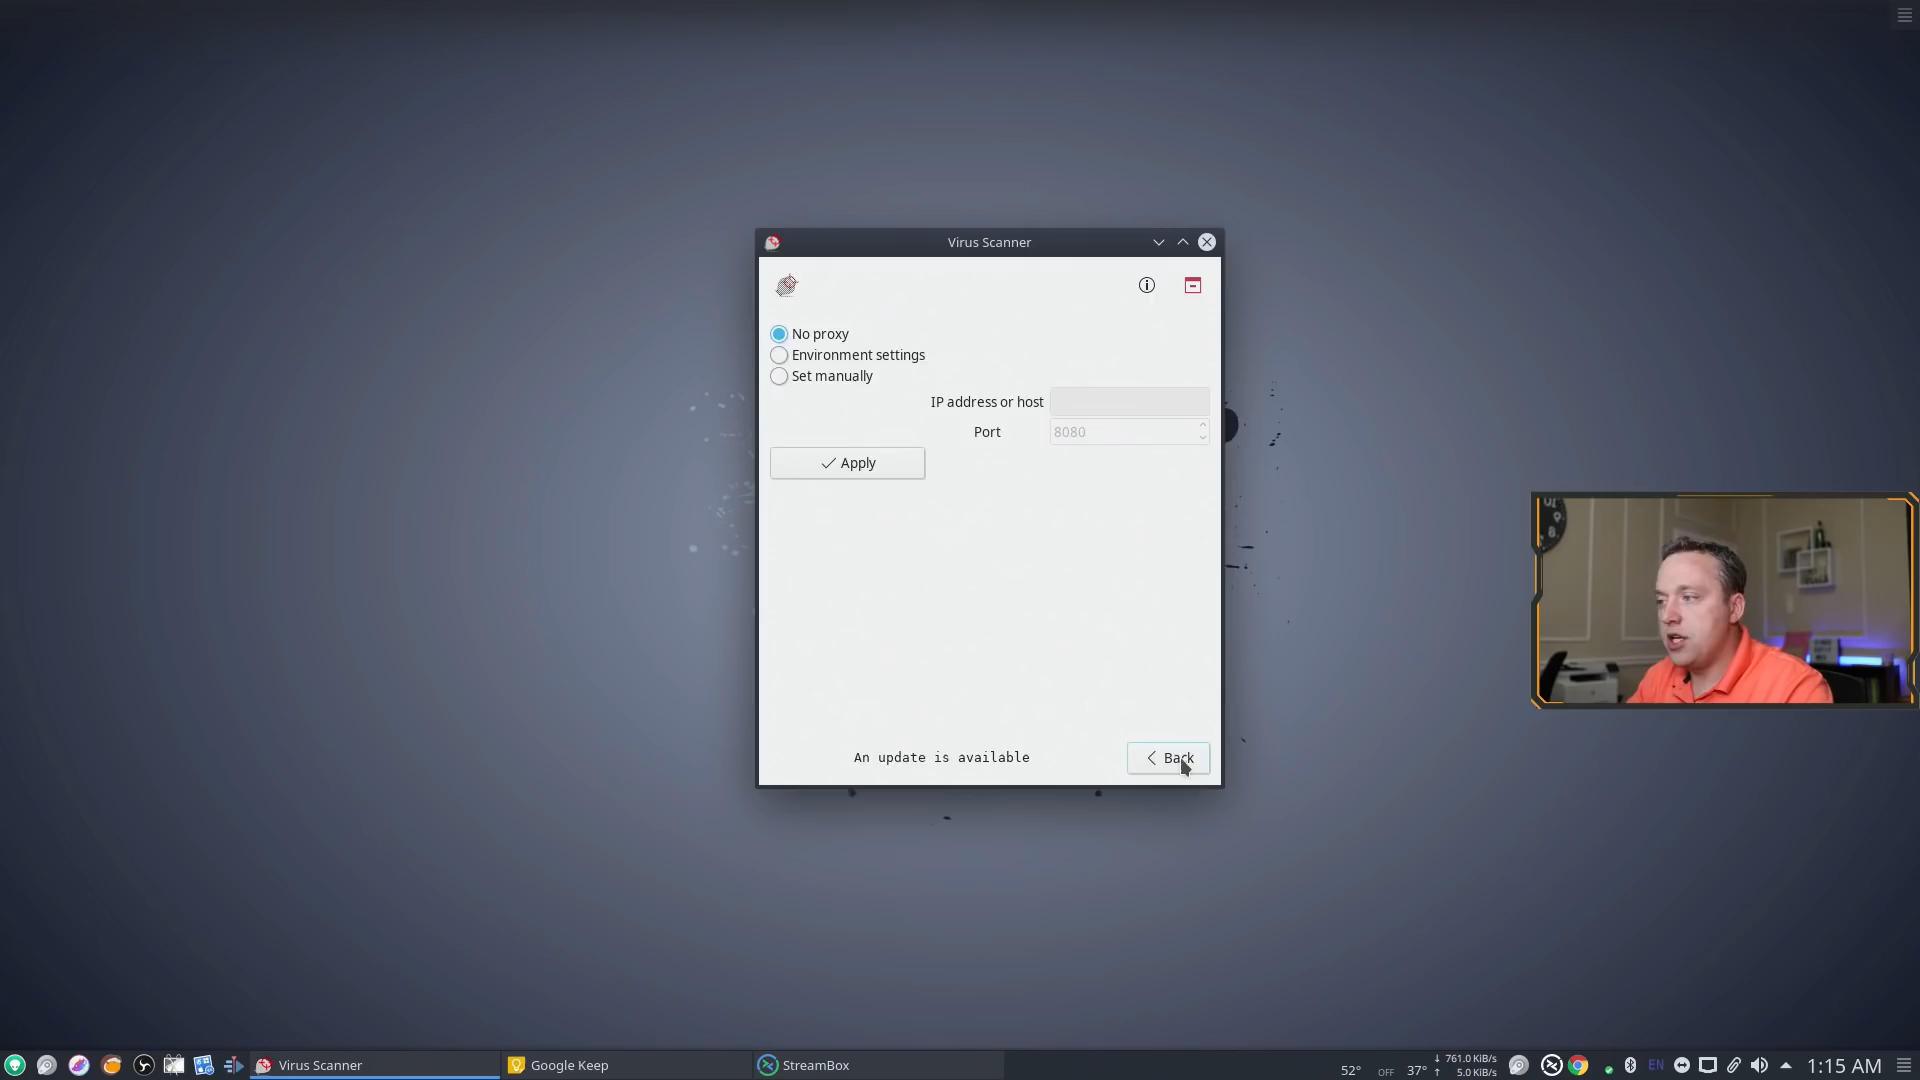 Virus Scanner
No proxy
Environment settings
Set manually
IP address or host
Port
8080
Apply
An update is available
Back
Virus Scanner
Google Keep
StreamBox
52°
OFF
37°
↓ 761.0 KiB/s
↑ 5.0 KiB/s
EN
1:15 AM